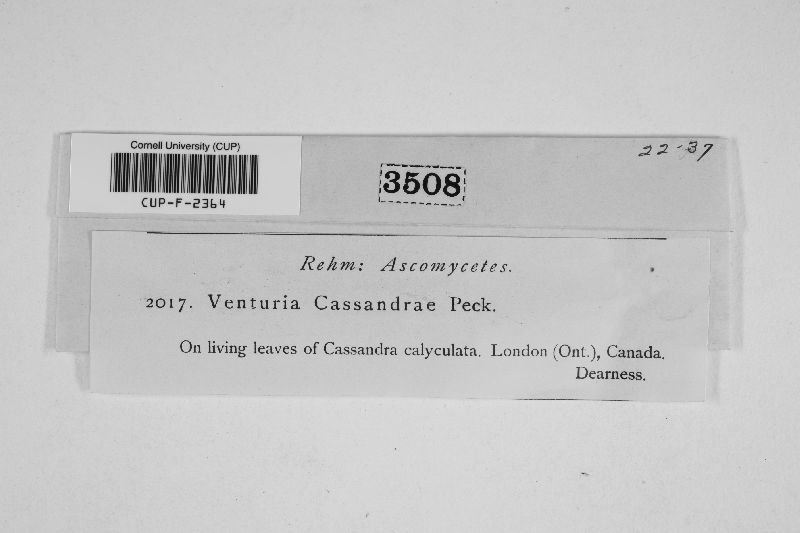 Cornell University (CUP)
CUP-F-2364
3508
22-37
Rehm: Ascomycetes.
2017. Venturia Cassandrae Peck.
On living leaves of Cassandra calyculata. London (Ont.), Canada.
Dearness.